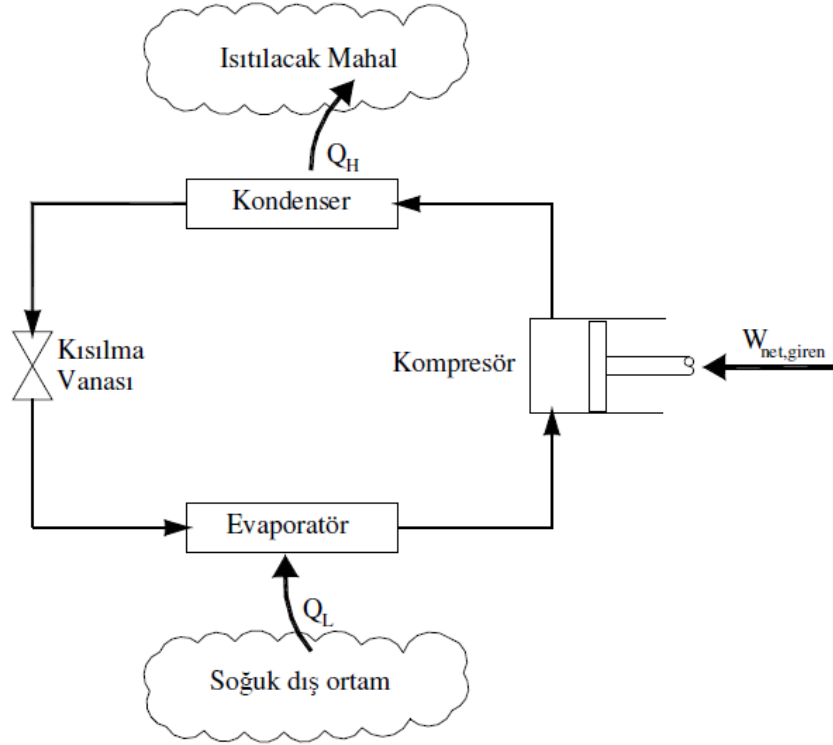 Isıtılacak Mahal
Q_H
Kondenser
Kısılma
Vanası
Kompresör
W_net,giren
Evaporatör
Q_L
Soğuk dış ortam